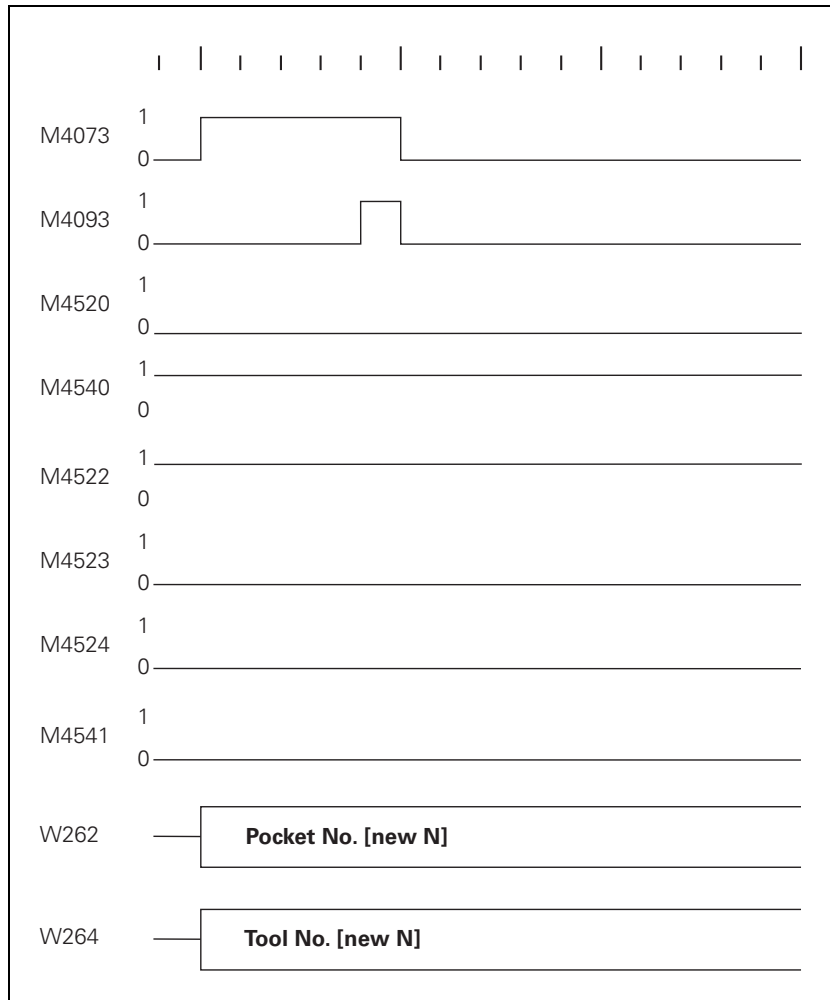 M4073 1
0
M4093 1
0
M4520 1
0
M4540 1
0
M4522 1
0
M4523 1
0
M4524 1
0
M4541 1
0
W262 Pocket No. [new N]
W264 Tool No. [new N]